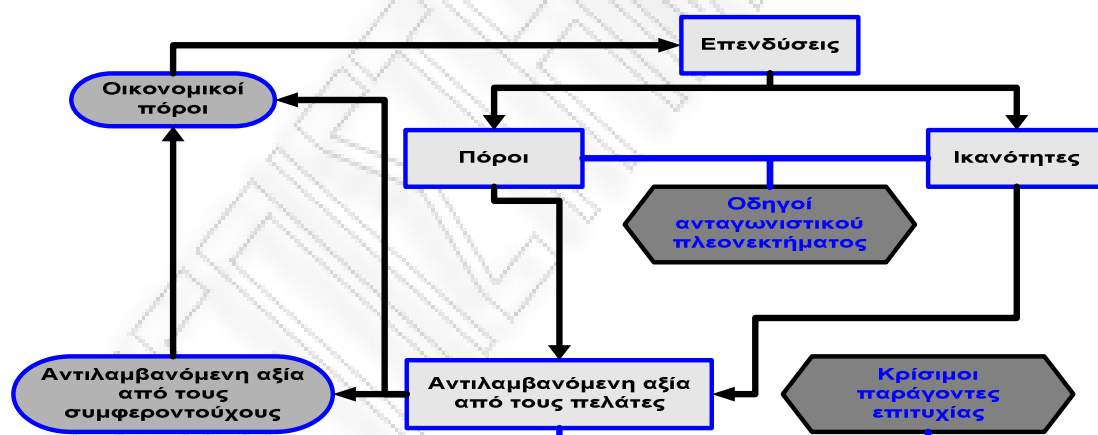 Επενδύσεις
Οικονομικοί
πόροι
Πόροι
Ικανότητες
Οδηγοί
ανταγωνιστικού
πλεονεκτήματος
Αντιλαμβανόμενη αξία
από τους
συμφεροντούχους
Αντιλαμβανόμενη αξία
από τους πελάτες
Κρίσιμοι
παράγοντες
επιτυχίας